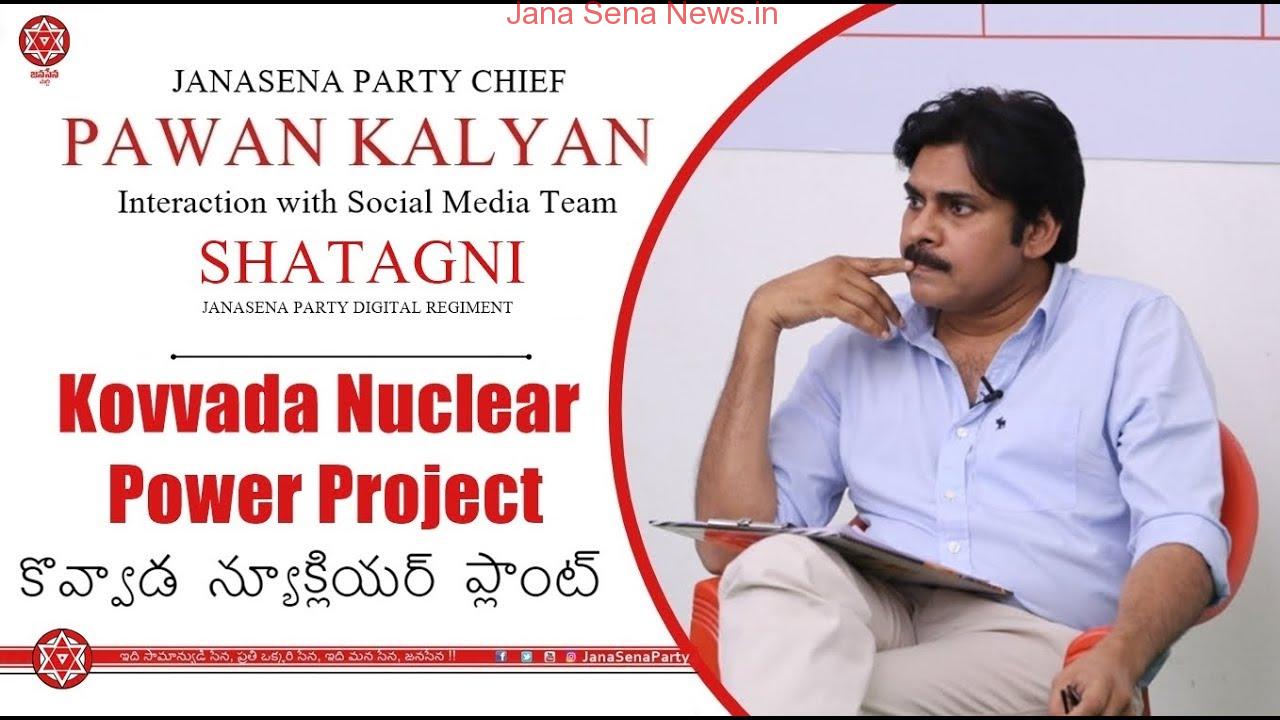 Jana Sena News.in
జనసేన
పార్టీ
JANASENA PARTY CHIEF
PAWAN KALYAN
Interaction with Social Media Team
SHATAGNI
JANASENA PARTY DIGITAL REGIMENT
Kovvada Nuclear
Power Project
కొవ్వాడ న్యూక్లియర్ ప్లాంట్
ఇది సామాన్యుడి సేన, ప్రతి ఒక్కరి సేన, ఇది మన సేన, జనసేన !! JanaSenaParty